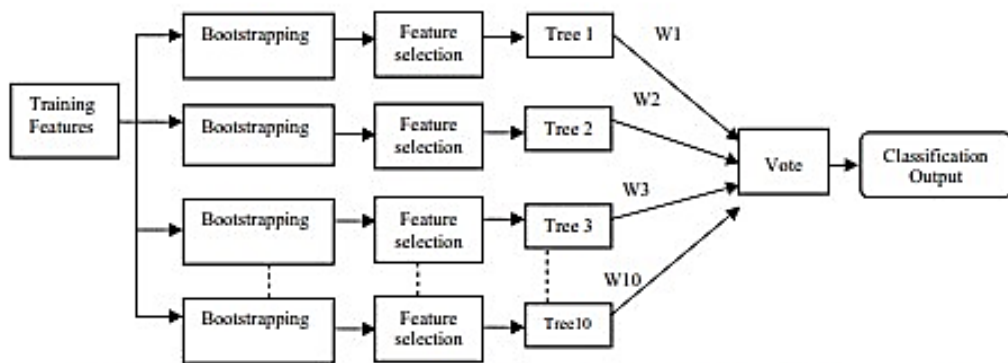 Training
Features
Bootstrapping
Feature
selection
Tree 1
W1
Bootstrapping
Feature
selection
Tree 2
W2
Bootstrapping
Feature
selection
Tree 3
W3
Bootstrapping
Feature
selection
Tree10
W10
Vote
Classification
Output